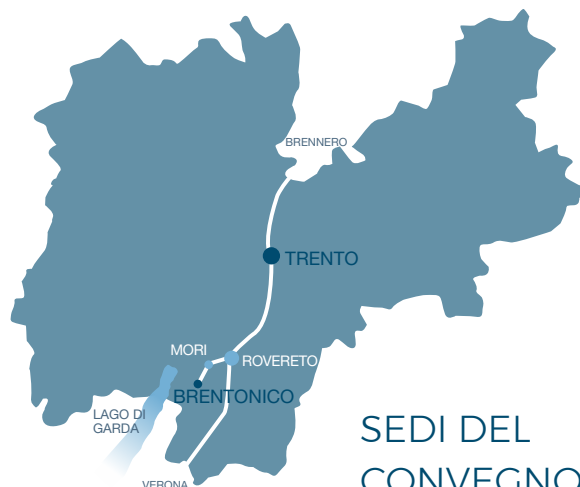 BRENNERO
TRENTO
MORI
ROVERETO
BRENTONICO
LAGO DI
GARDA
SEDI DEL
CONVEGNO
VERONA